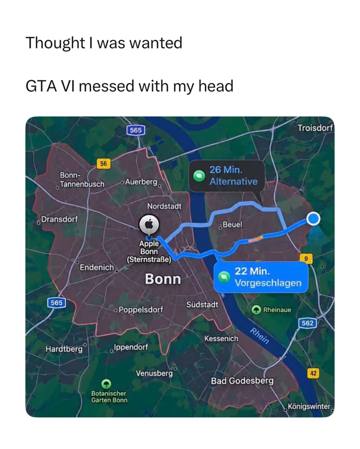 Thought I was wanted
GTA VI messed with my head
Troisdorf
565
56
26 Min.
Alternative
Bonn-
Tannenbusch
Auerberg
Nordstadt
Dransdorf
Beuel
Apple
Bonn
(Sternstraße)
9
Endenich
Bonn
22 Min.
Vorgeschlagen
565
Südstadt
Poppelsdorf
Rheinaue
562
Kessenich
Rhein
Hardtberg
Ippendorf
Venusberg
42
Bad Godesberg
Botanischer
Garten Bonn
Königswinter